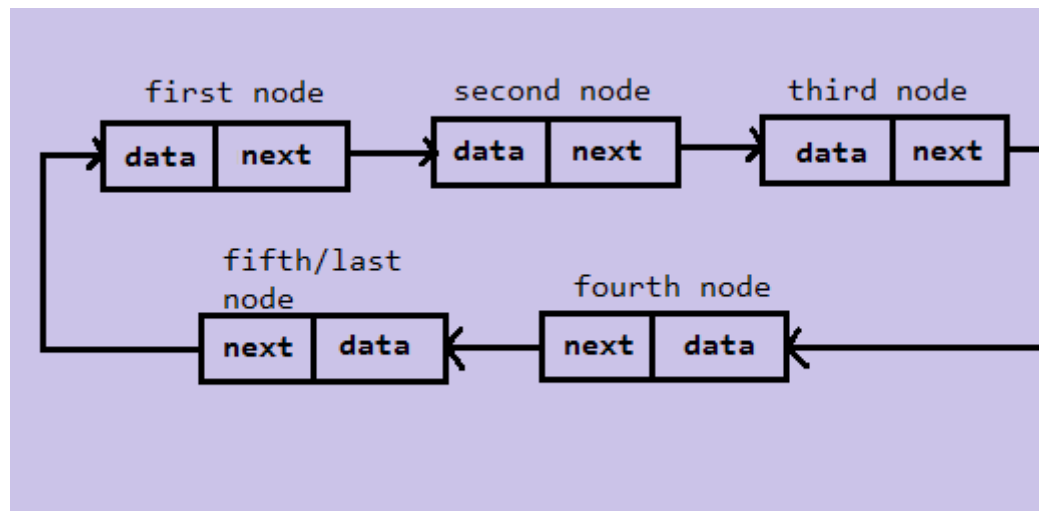 first node
second node
third node
data next
data next
data next
fifth/last
node
fourth node
next data
next data